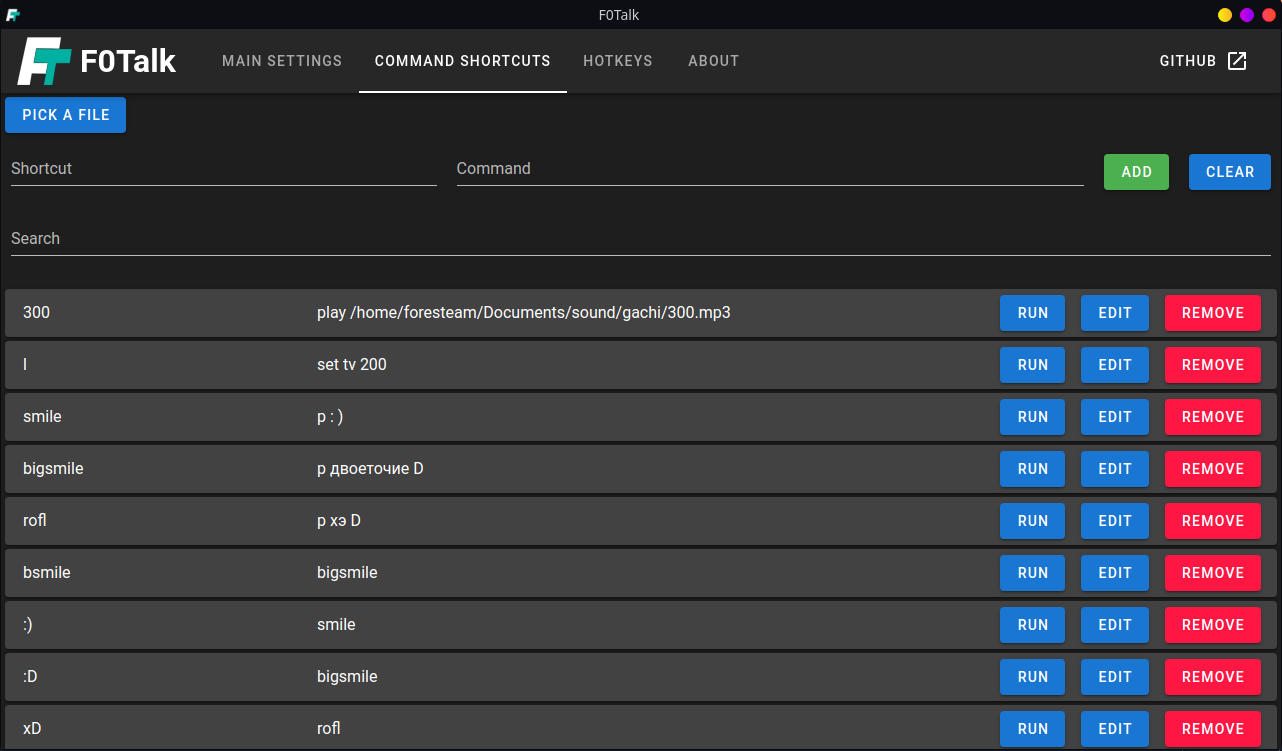 F0Talk
F0Talk MAIN SETTINGS COMMAND SHORTCUTS HOTKEYS ABOUT GITHUB
PICK A FILE
Shortcut Command ADD CLEAR
Search
300 play /home/foresteam/Documents/sound/gachi/300.mp3 RUN EDIT REMOVE
l set tv 200 RUN EDIT REMOVE
smile p : ) RUN EDIT REMOVE
bigsmile p двоеточие D RUN EDIT REMOVE
rofl p хэ D RUN EDIT REMOVE
bsmile bigsmile RUN EDIT REMOVE
:) smile RUN EDIT REMOVE
:D bigsmile RUN EDIT REMOVE
xD rofl RUN EDIT REMOVE